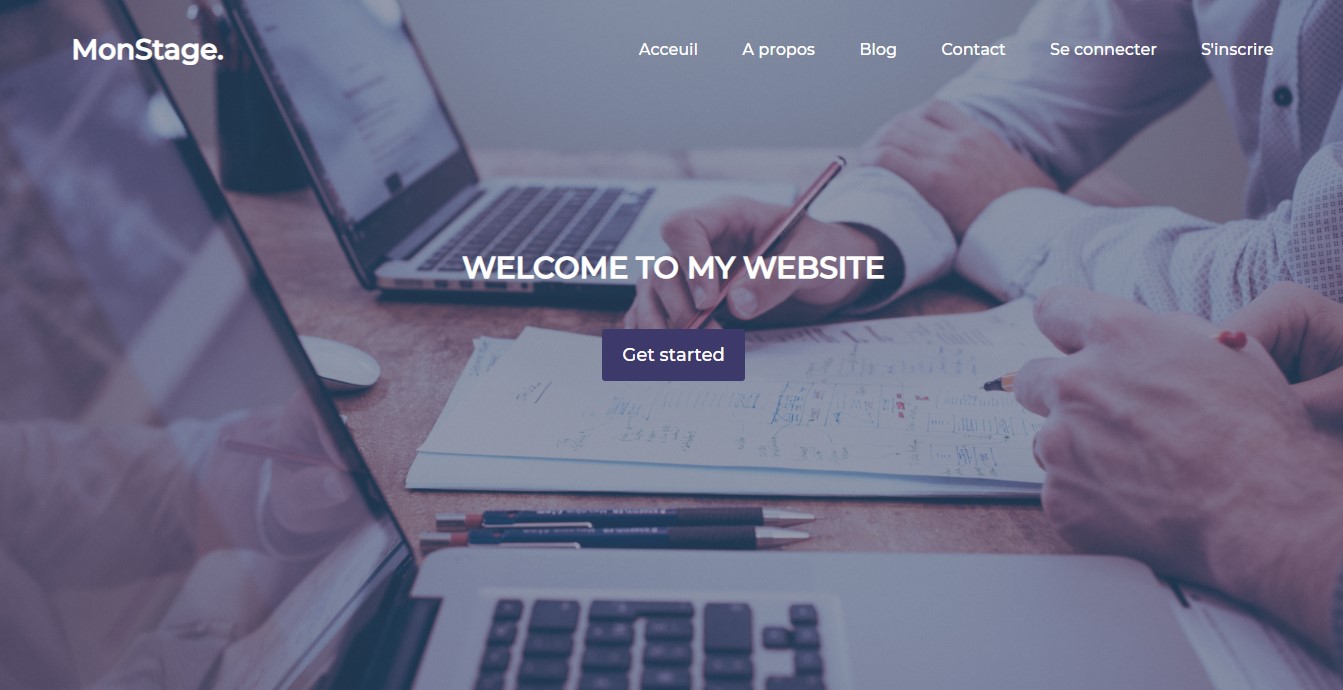 MonStage.
Acceuil A propos Blog Contact Se connecter S'inscrire
WELCOME TO MY WEBSITE
Get started